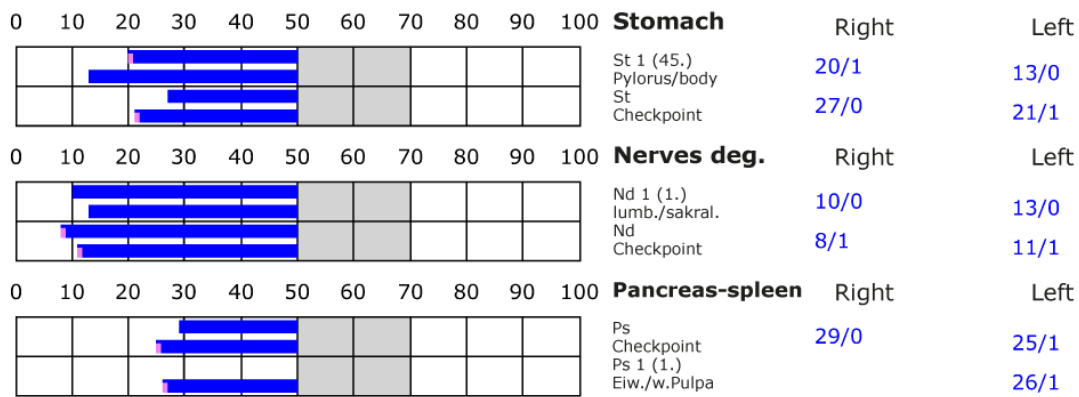 0 10 20 30 40 50 60 70 80 90 100 Stomach Right Left
St 1 (45.)
Pylorus/body 20/1 13/0
St
Checkpoint 27/0 21/1
0 10 20 30 40 50 60 70 80 90 100 Nerves deg. Right Left
Nd 1 (1.)
lumb./sakral. 10/0 13/0
Nd
Checkpoint 8/1 11/1
0 10 20 30 40 50 60 70 80 90 100 Pancreas-spleen Right Left
Ps
Checkpoint 29/0 25/1
Ps 1 (1.)
Eiw./w.Pulpa 26/1